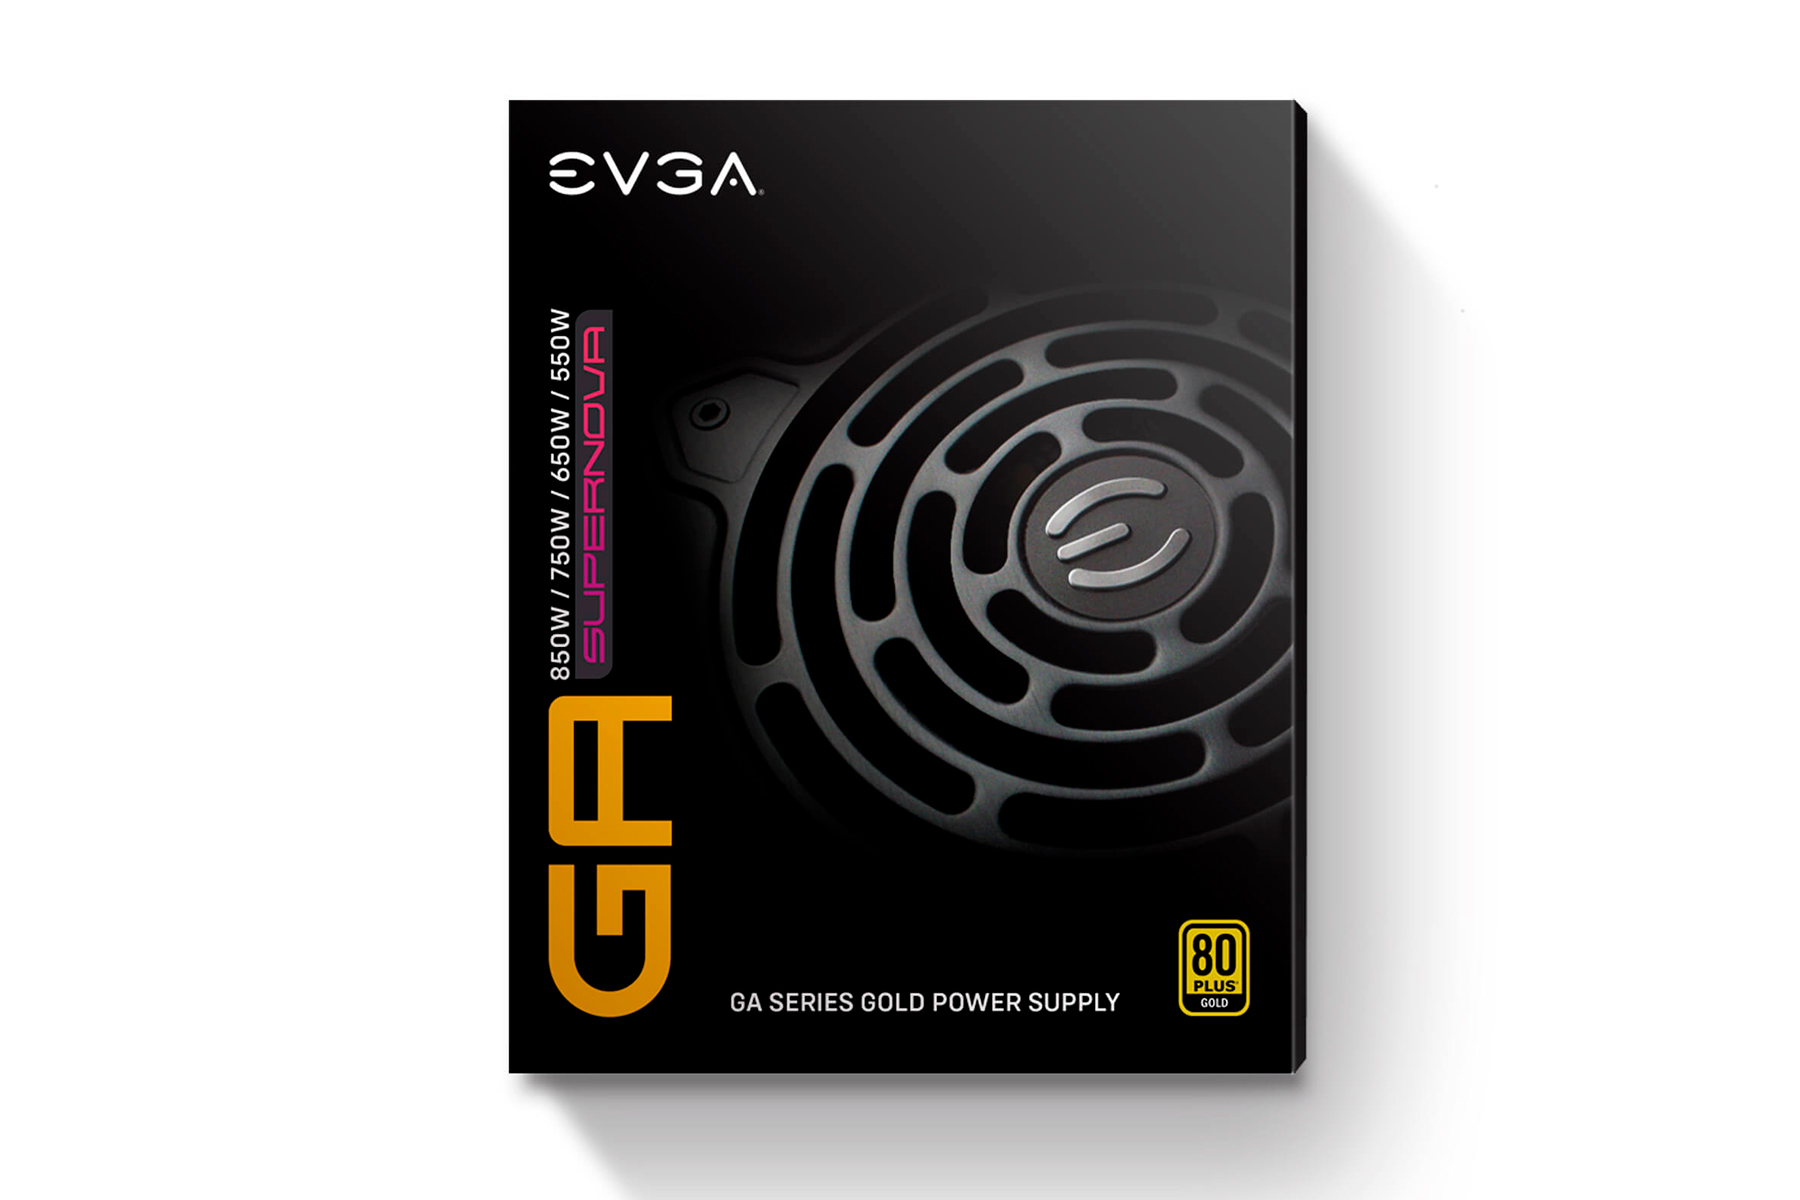 EVGA®
850W / 750W / 650W / 550W
SUPERNOVA
GA
GA SERIES GOLD POWER SUPPLY
80
PLUS®
GOLD